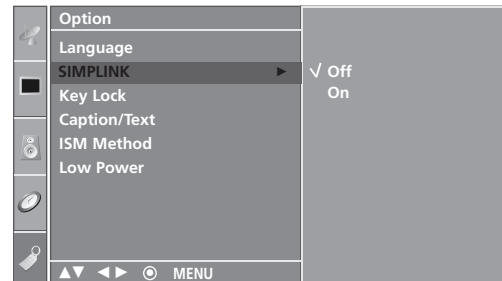 Option
Language
SIMPLINK ► √ Off
Key Lock On
Caption/Text
ISM Method
Low Power
▲▼ ◄► ◉ MENU